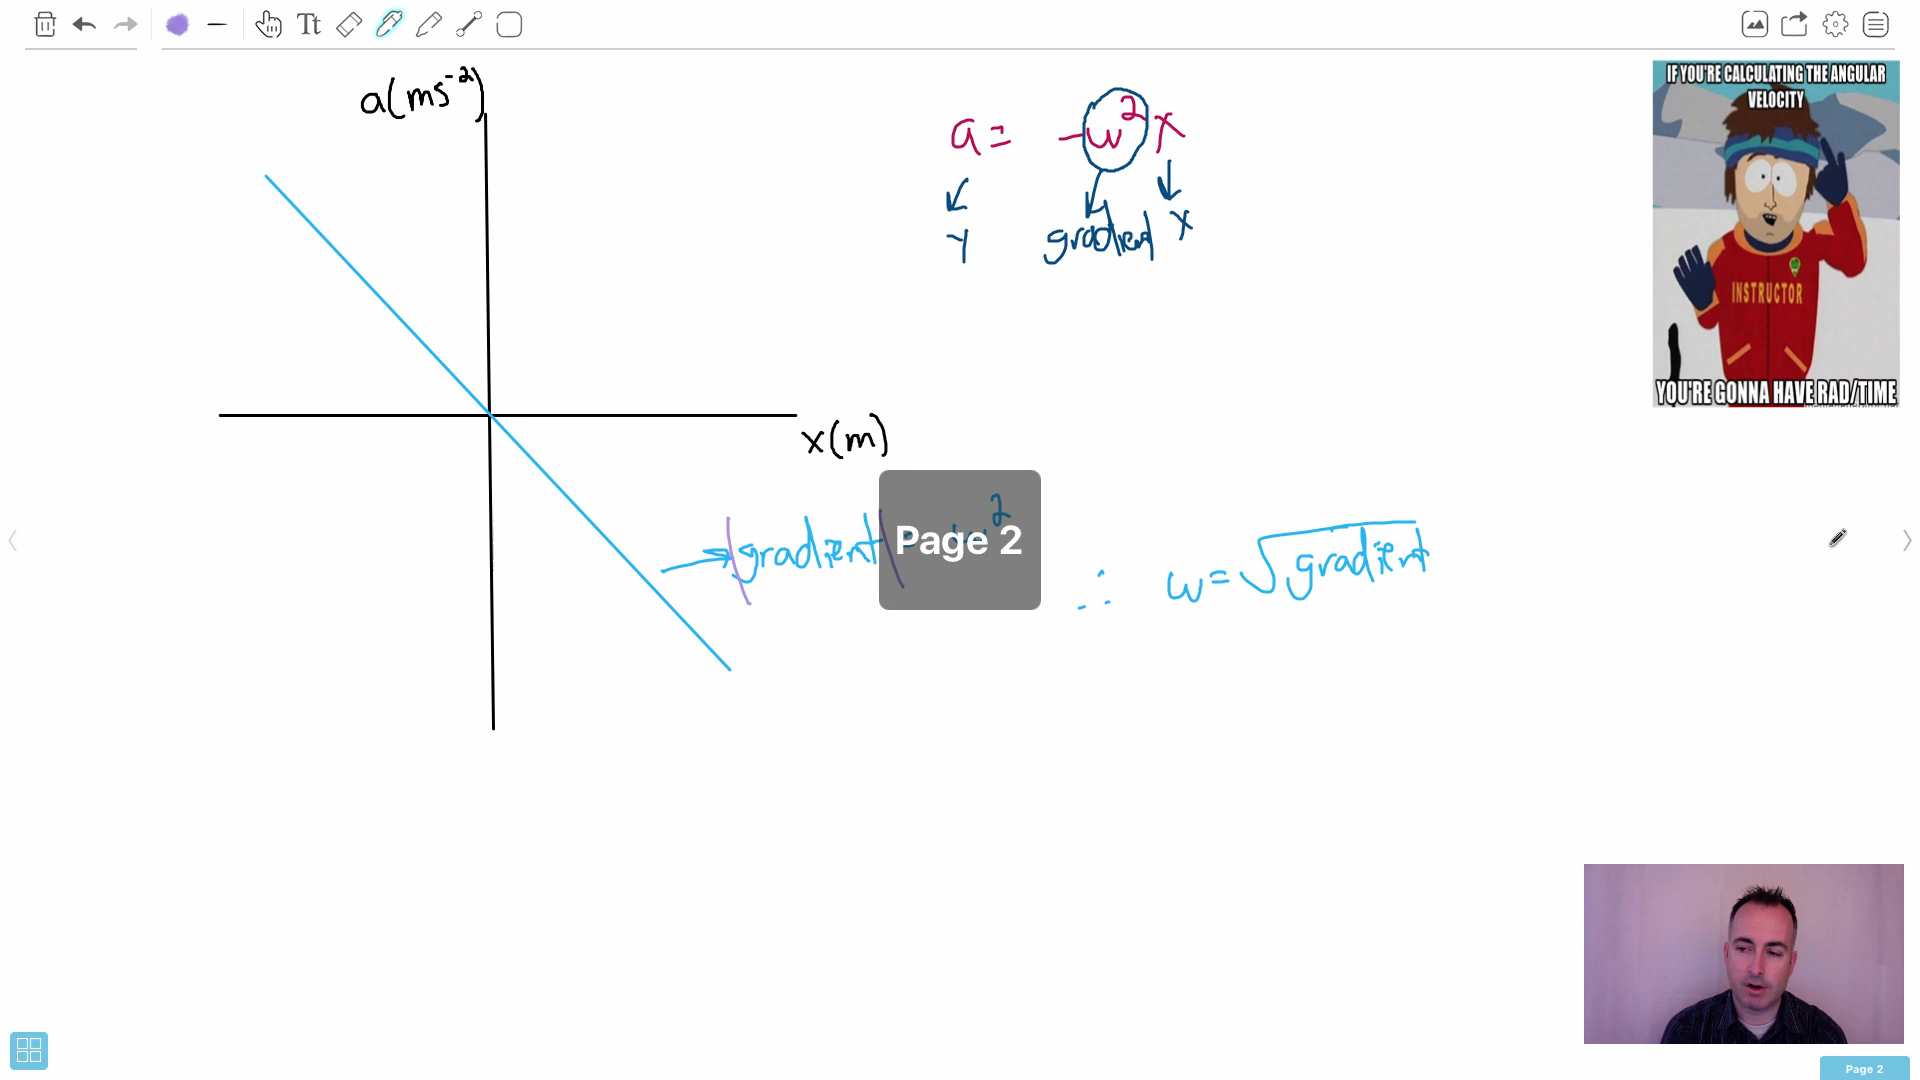 Tt
a(ms⁻²)
a = -ω²x
Y gradient x
IF YOU'RE CALCULATING THE ANGULAR
VELOCITY
INSTRUCTOR
YOU'RE GONNA HAVE RAD/TIME
x(m)
|gradient| = ω²
Page 2
∴ ω = √gradient
Page 2